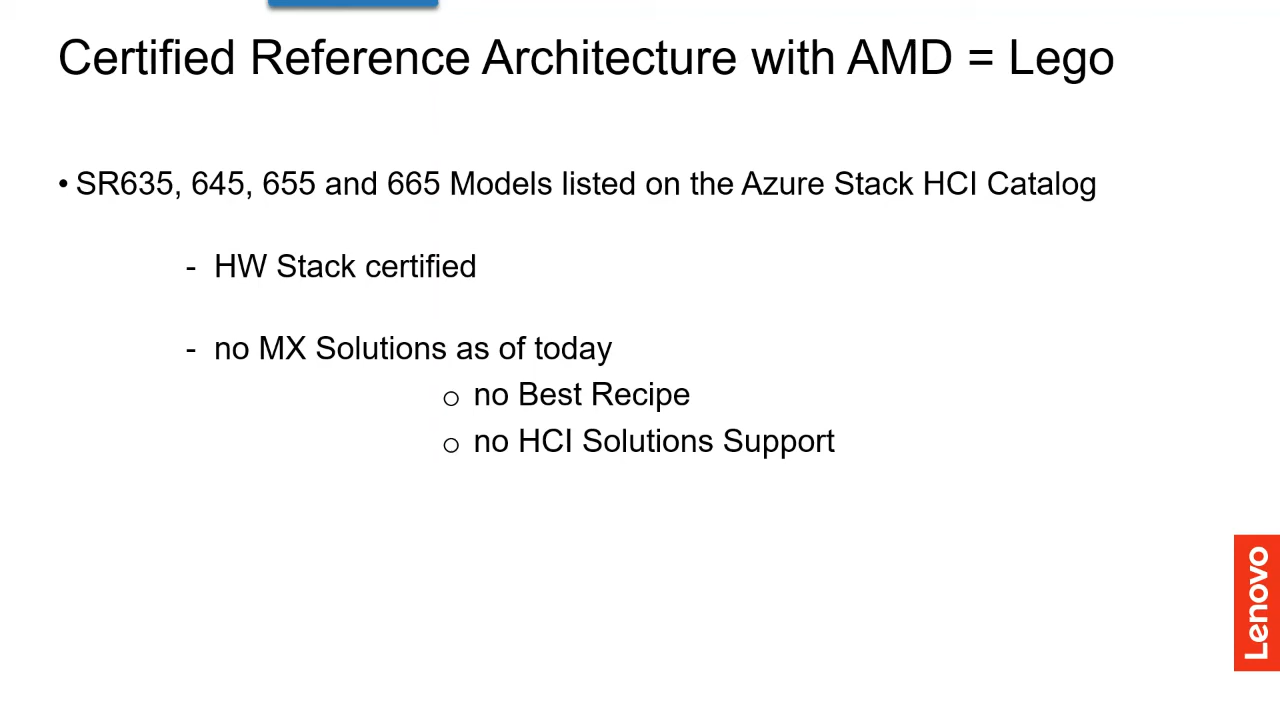 Certified Reference Architecture with AMD = Lego
• SR635, 645, 655 and 665 Models listed on the Azure Stack HCI Catalog
- HW Stack certified
- no MX Solutions as of today
o no Best Recipe
o no HCI Solutions Support
Lenovo